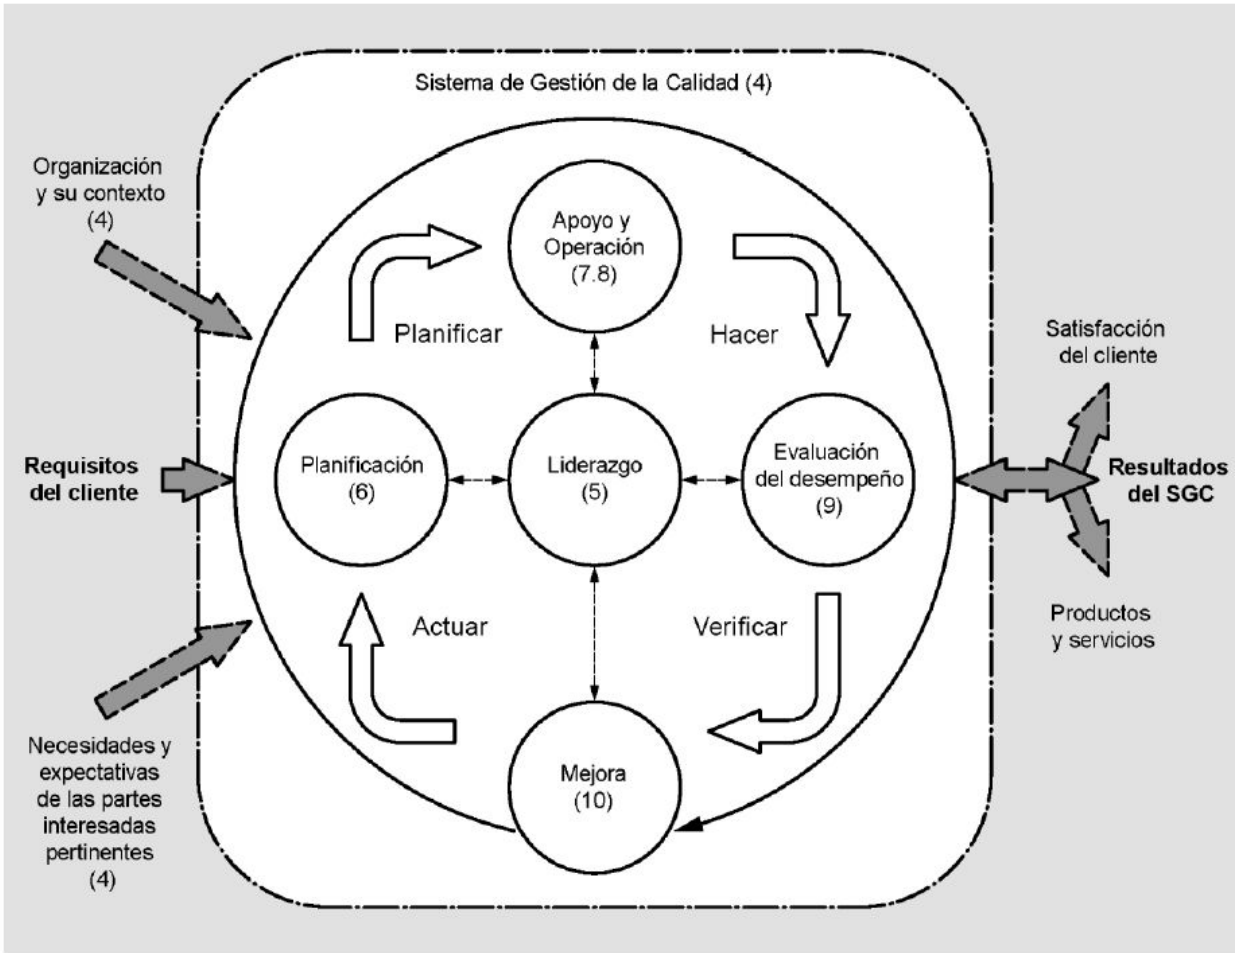 Sistema de Gestión de la Calidad (4)
Organización
y su contexto
(4)
Apoyo y
Operación
(7.8)
Planificar
Hacer
Satisfacción
del cliente
Requisitos
del cliente
Planificación
(6)
Liderazgo
(5)
Evaluación
del desempeño
(9)
Resultados
del SGC
Actuar
Verificar
Productos
y servicios
Necesidades y
expectativas
de las partes
interesadas
pertinentes
(4)
Mejora
(10)